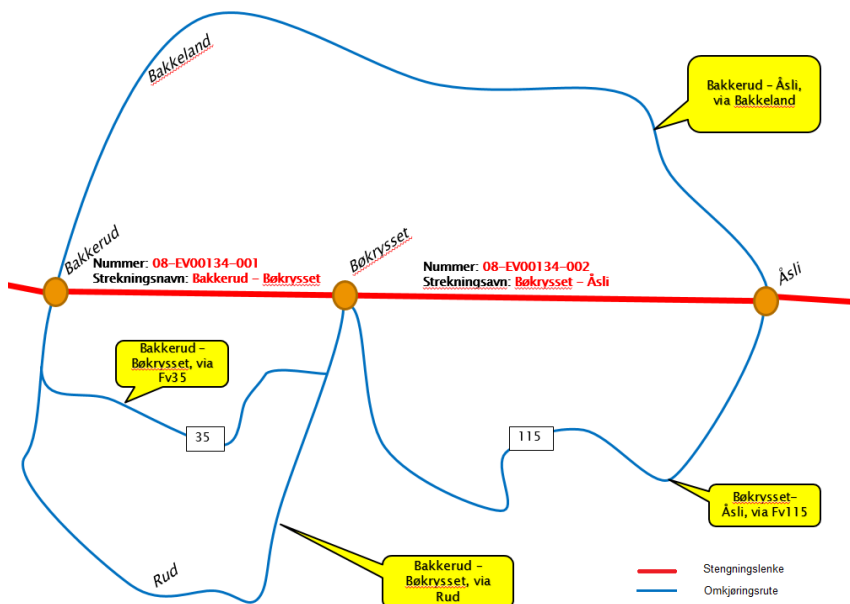 Bakkeland
Bakkerud – Åsli,
via Bakkeland
Bakkerud
Bøkrysset
Åsli
Nummer: 08-EV00134-001
Strekningsnavn: Bakkerud – Bøkrysset
Nummer: 08-EV00134-002
Strekningsavn: Bøkrysset – Åsli
Bakkerud –
Bøkrysset, via
Fv35
35
115
Bøkrysset–
Åsli, via Fv115
Bakkerud –
Bøkrysset, via
Rud
Rud
Stengningslenke
Omkjøringsrute